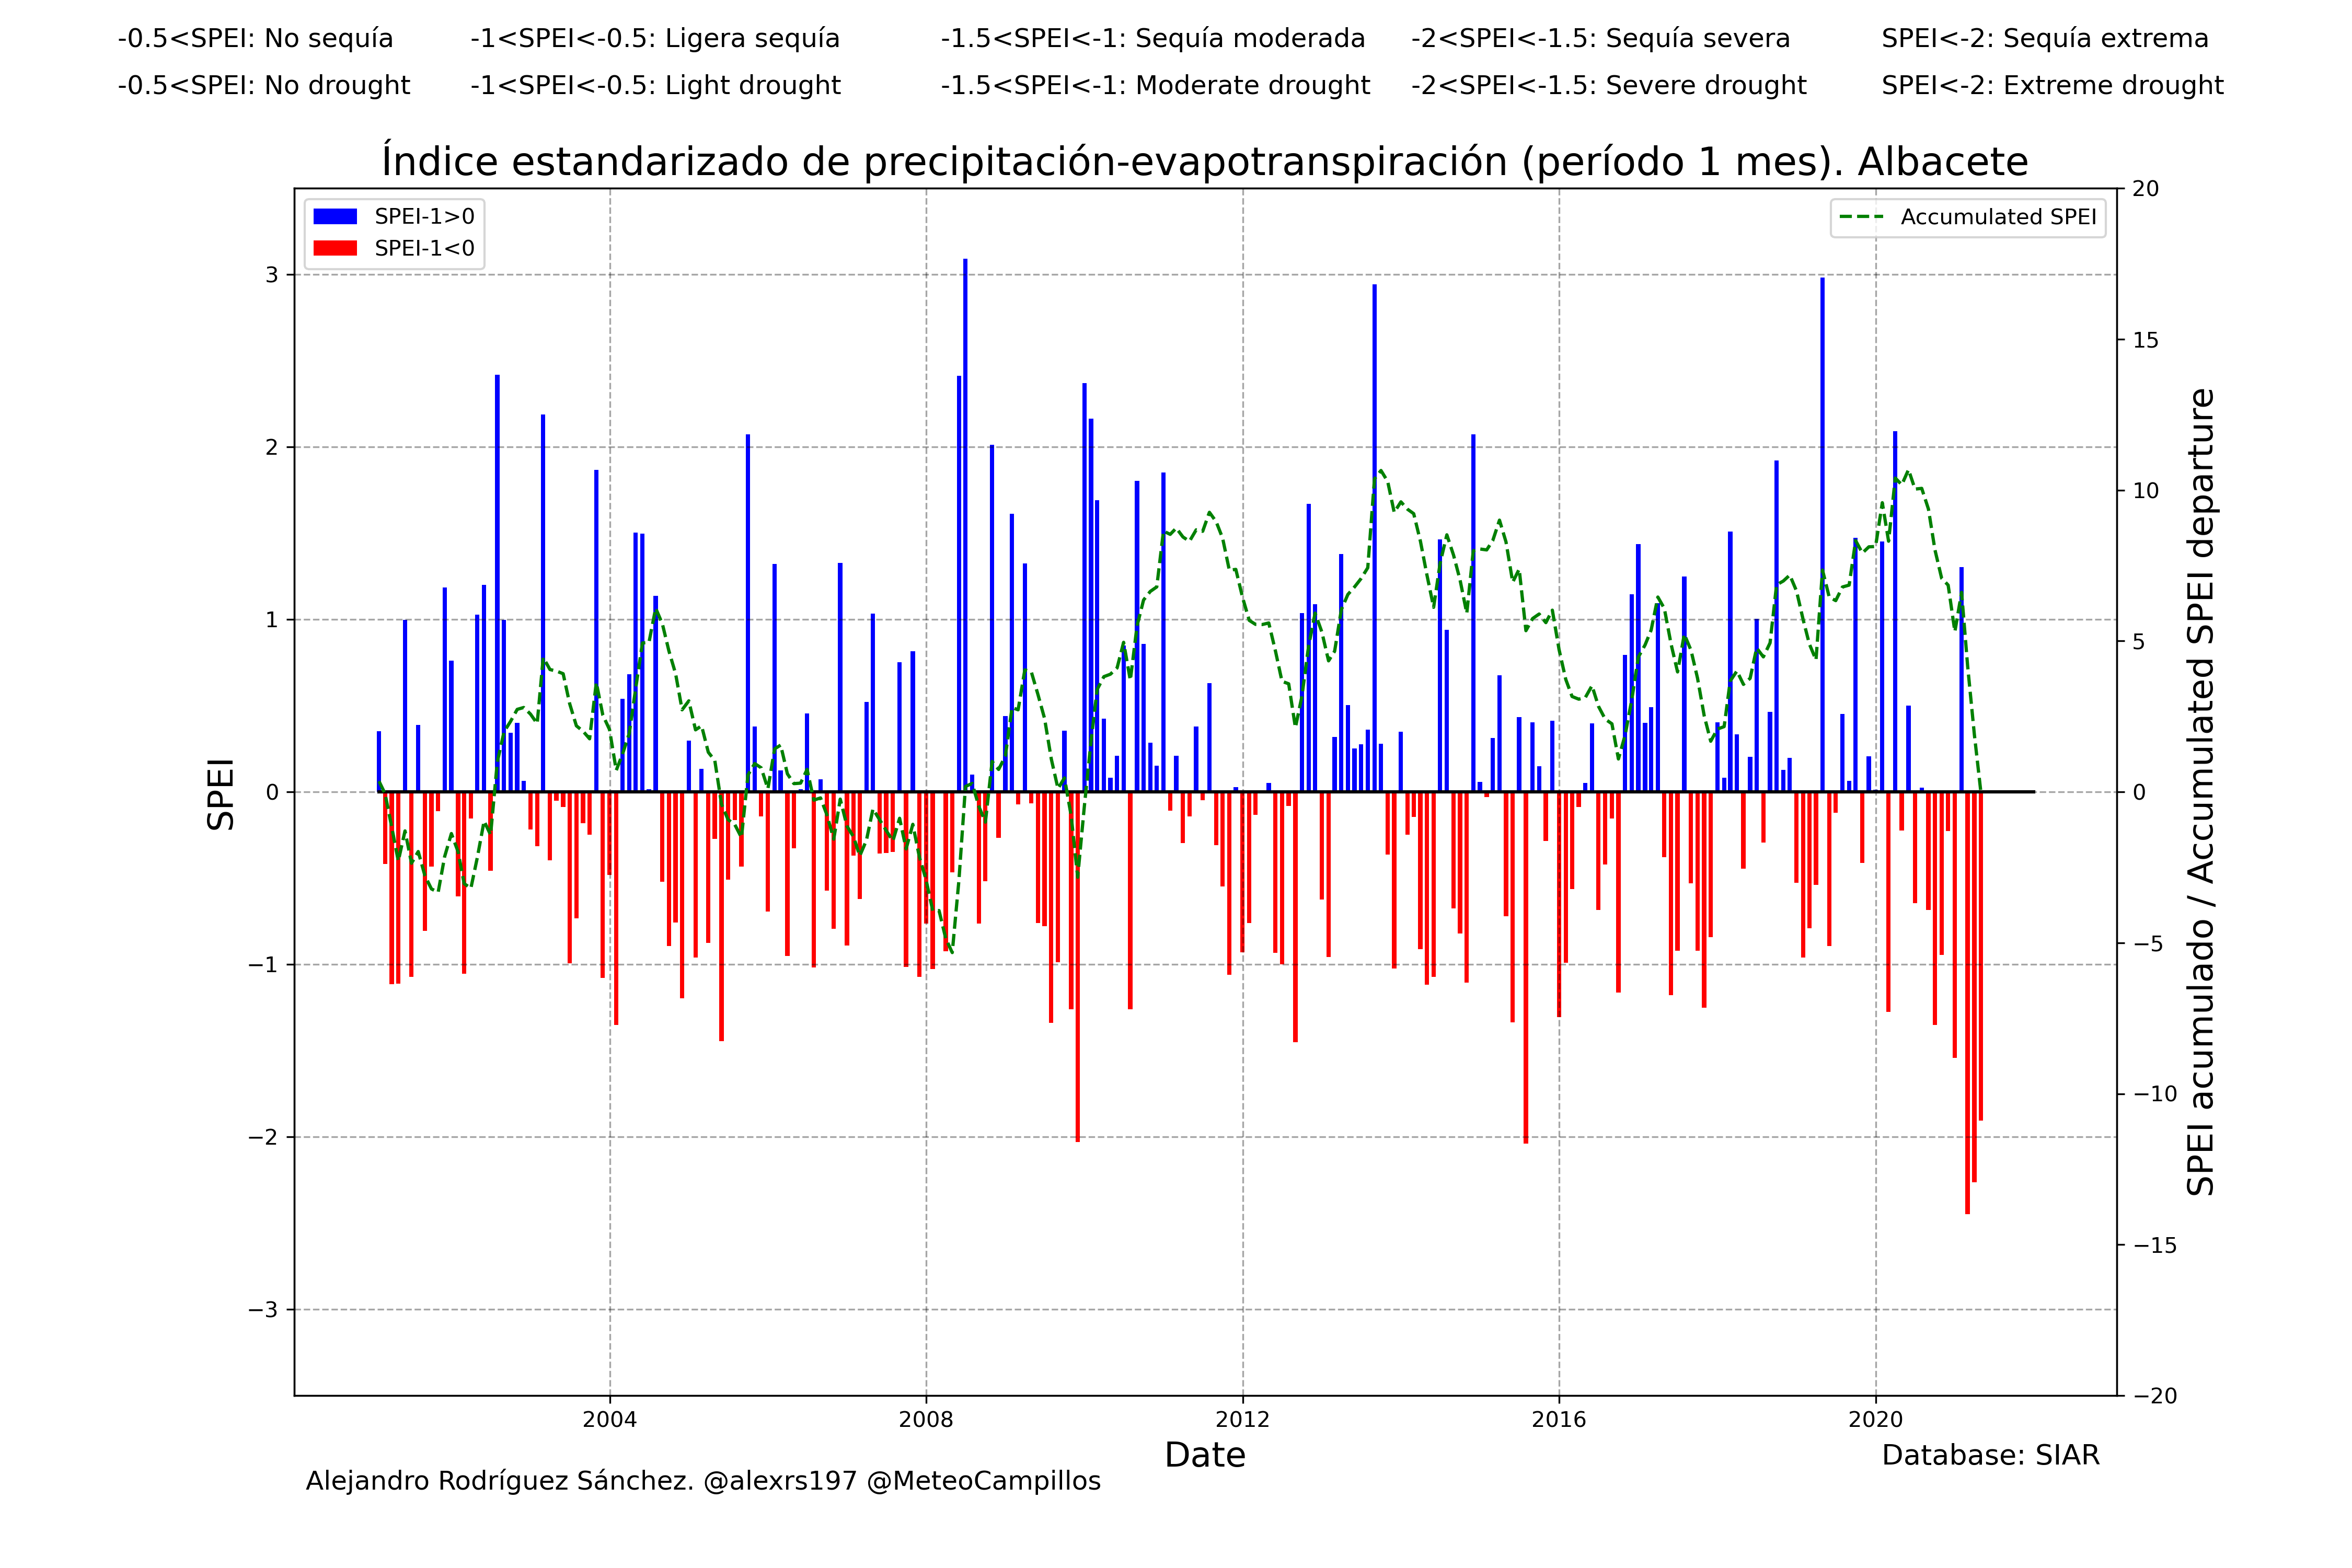 -0.5<SPEI: No sequía -1<SPEI<-0.5: Ligera sequía -1.5<SPEI<-1: Sequía moderada -2<SPEI<-1.5: Sequía severa SPEI<-2: Sequía extrema
-0.5<SPEI: No drought -1<SPEI<-0.5: Light drought -1.5<SPEI<-1: Moderate drought -2<SPEI<-1.5: Severe drought SPEI<-2: Extreme drought
Índice estandarizado de precipitación-evapotranspiración (período 1 mes). Albacete
SPEI-1>0
SPEI-1<0
Accumulated SPEI
SPEI
3
2
1
0
−1
−2
−3
20
15
10
5
0
−5
−10
−15
−20
SPEI acumulado / Accumulated SPEI departure
2004 2008 2012 2016 2020
Date
Database: SIAR
Alejandro Rodríguez Sánchez. @alexrs197 @MeteoCampillos